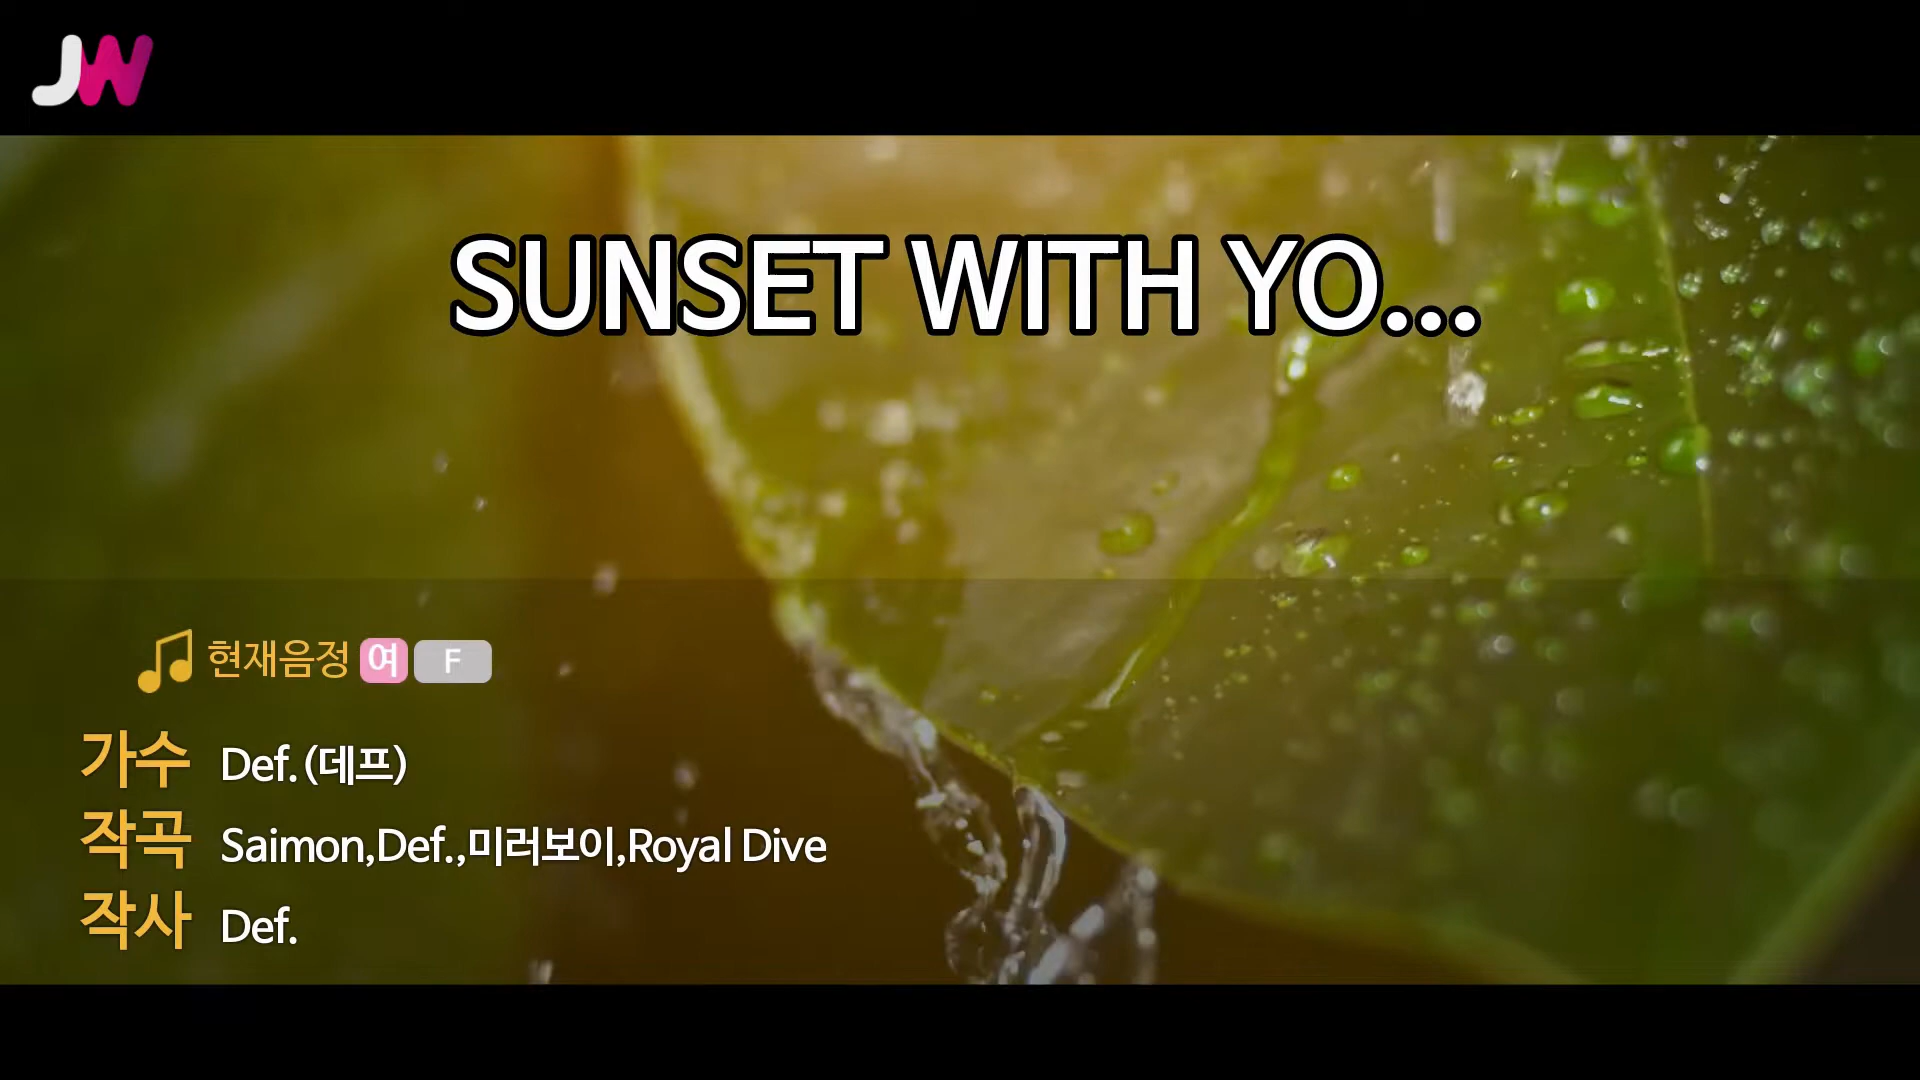 JW
SUNSET WITH YO...
현재음정 여 F
가수 Def. (데프)
작곡 Saimon,Def.,미러보이,Royal Dive
작사 Def.